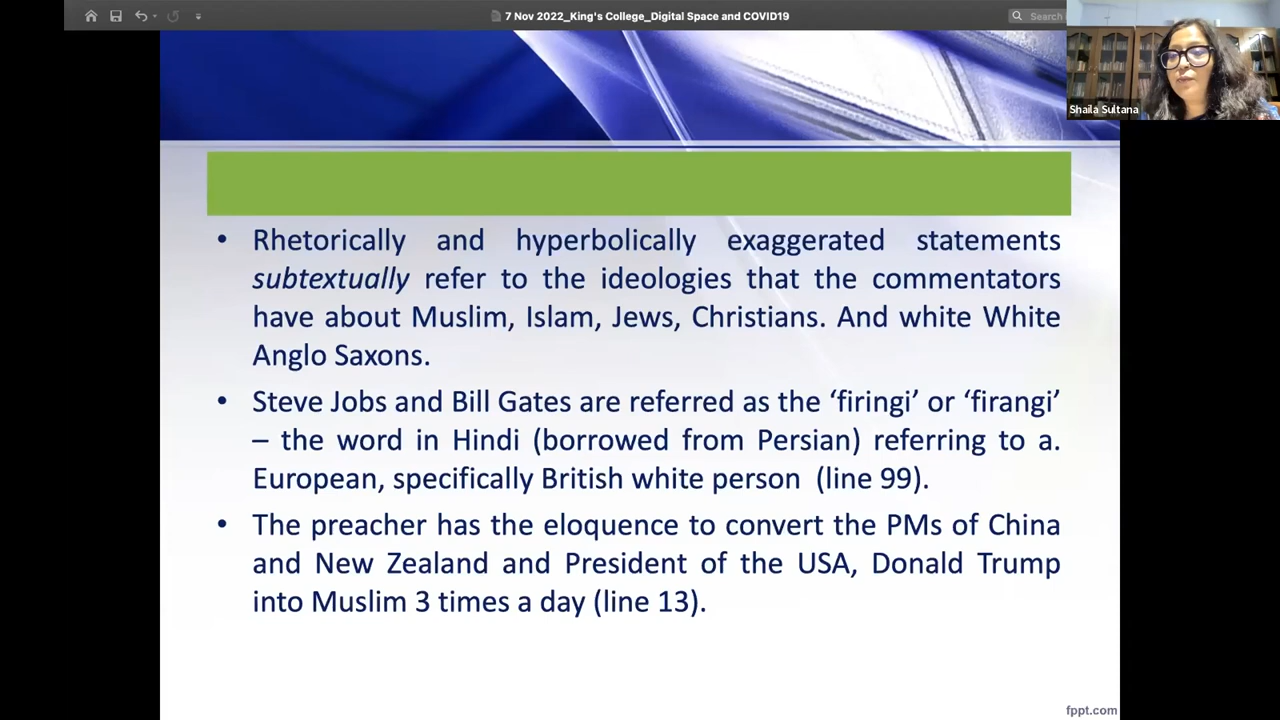 7 Nov 2022_King's College_Digital Space and COVID19
Search
Shaila Sultana
• Rhetorically and hyperbolically exaggerated statements
subtextually refer to the ideologies that the commentators
have about Muslim, Islam, Jews, Christians. And white White
Anglo Saxons.
• Steve Jobs and Bill Gates are referred as the ‘firingi’ or ‘firangi’
– the word in Hindi (borrowed from Persian) referring to a.
European, specifically British white person (line 99).
• The preacher has the eloquence to convert the PMs of China
and New Zealand and President of the USA, Donald Trump
into Muslim 3 times a day (line 13).
fppt.com